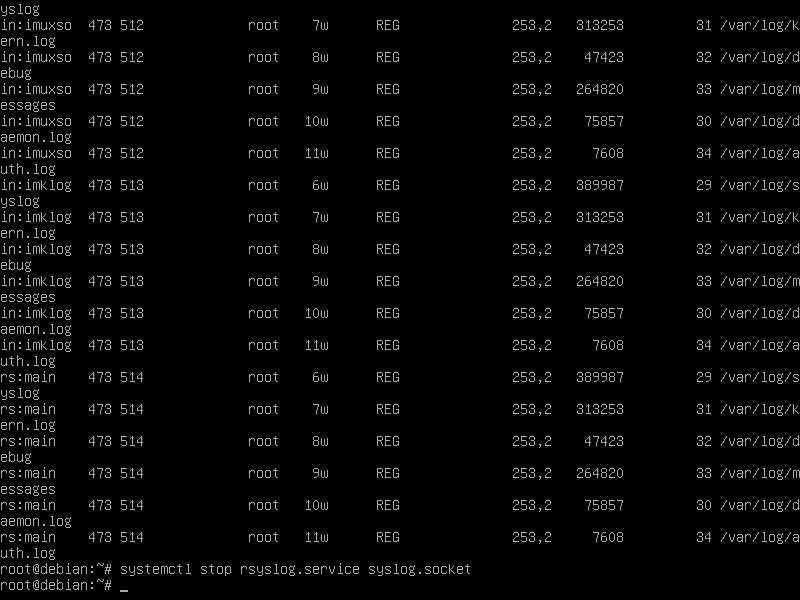 yslog
in:imuxso  473 512             root    7w      REG              253,2   313253         31 /var/log/k
ern.log
in:imuxso  473 512             root    8w      REG              253,2    47423         32 /var/log/d
ebug
in:imuxso  473 512             root    9w      REG              253,2   264820         33 /var/log/m
essages
in:imuxso  473 512             root   10w      REG              253,2    75857         30 /var/log/d
aemon.log
in:imuxso  473 512             root   11w      REG              253,2     7608         34 /var/log/a
uth.log
in:imklog  473 513             root    6w      REG              253,2   389987         29 /var/log/s
yslog
in:imklog  473 513             root    7w      REG              253,2   313253         31 /var/log/k
ern.log
in:imklog  473 513             root    8w      REG              253,2    47423         32 /var/log/d
ebug
in:imklog  473 513             root    9w      REG              253,2   264820         33 /var/log/m
essages
in:imklog  473 513             root   10w      REG              253,2    75857         30 /var/log/d
aemon.log
in:imklog  473 513             root   11w      REG              253,2     7608         34 /var/log/a
uth.log
rs:main    473 514             root    6w      REG              253,2   389987         29 /var/log/s
yslog
rs:main    473 514             root    7w      REG              253,2   313253         31 /var/log/k
ern.log
rs:main    473 514             root    8w      REG              253,2    47423         32 /var/log/d
ebug
rs:main    473 514             root    9w      REG              253,2   264820         33 /var/log/m
essages
rs:main    473 514             root   10w      REG              253,2    75857         30 /var/log/d
aemon.log
rs:main    473 514             root   11w      REG              253,2     7608         34 /var/log/a
uth.log
root@debian:~# systemctl stop rsyslog.service syslog.socket
root@debian:~# _